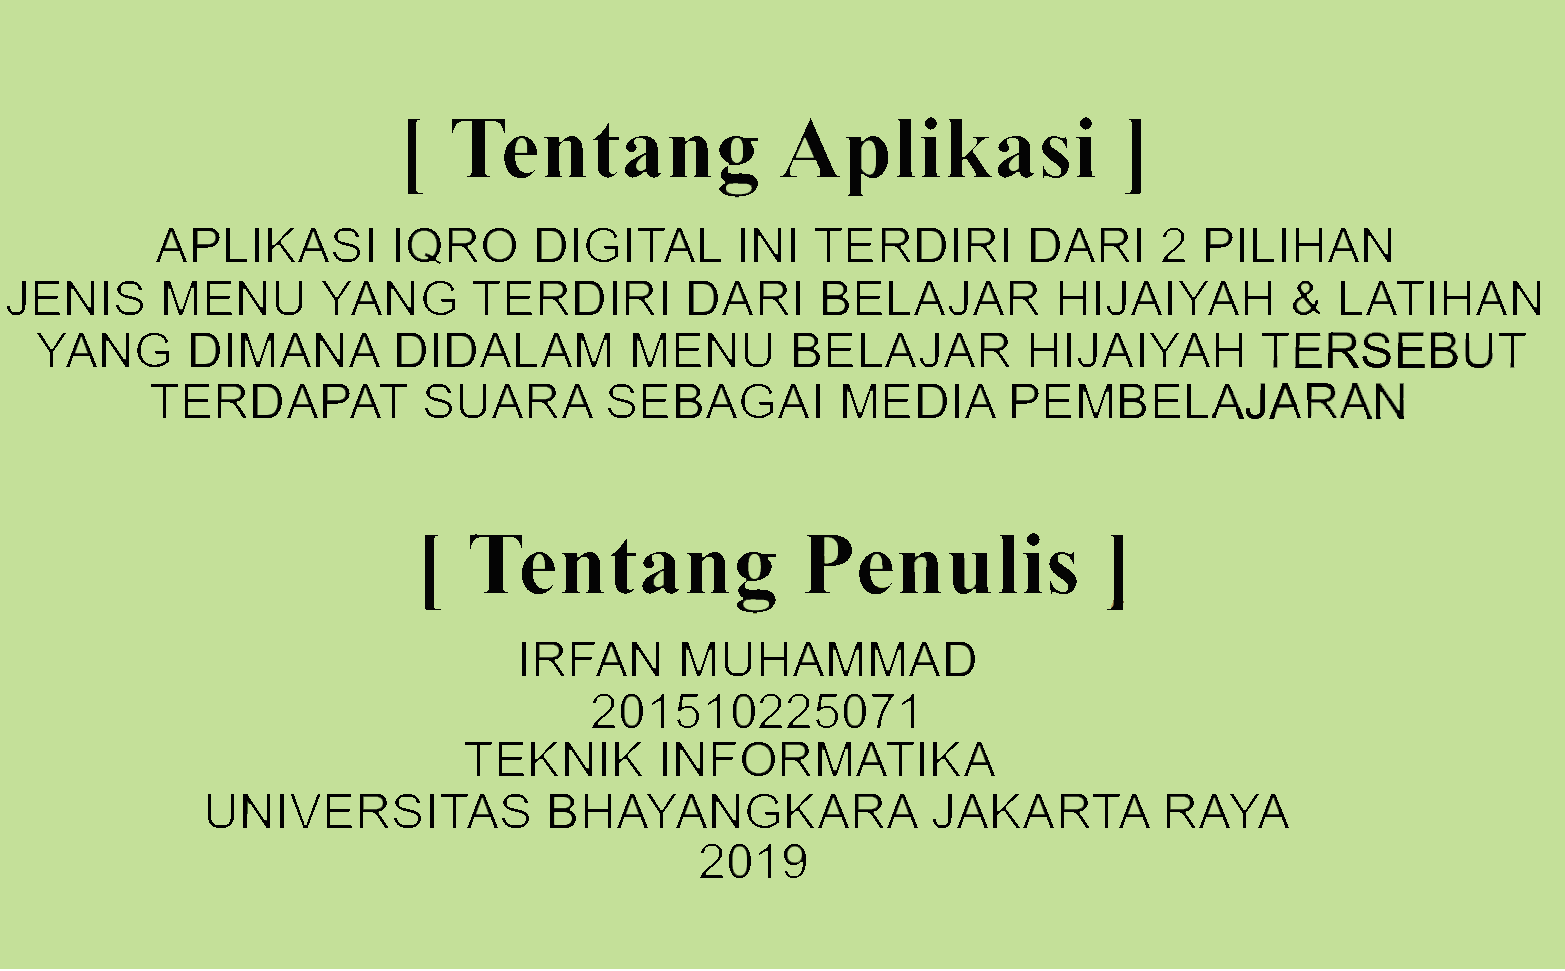 [ Tentang Aplikasi ]
APLIKASI IQRO DIGITAL INI TERDIRI DARI 2 PILIHAN
JENIS MENU YANG TERDIRI DARI BELAJAR HIJAIYAH & LATIHAN
YANG DIMANA DIDALAM MENU BELAJAR HIJAIYAH TERSEBUT
TERDAPAT SUARA SEBAGAI MEDIA PEMBELAJARAN
[ Tentang Penulis ]
IRFAN MUHAMMAD
201510225071
TEKNIK INFORMATIKA
UNIVERSITAS BHAYANGKARA JAKARTA RAYA
2019